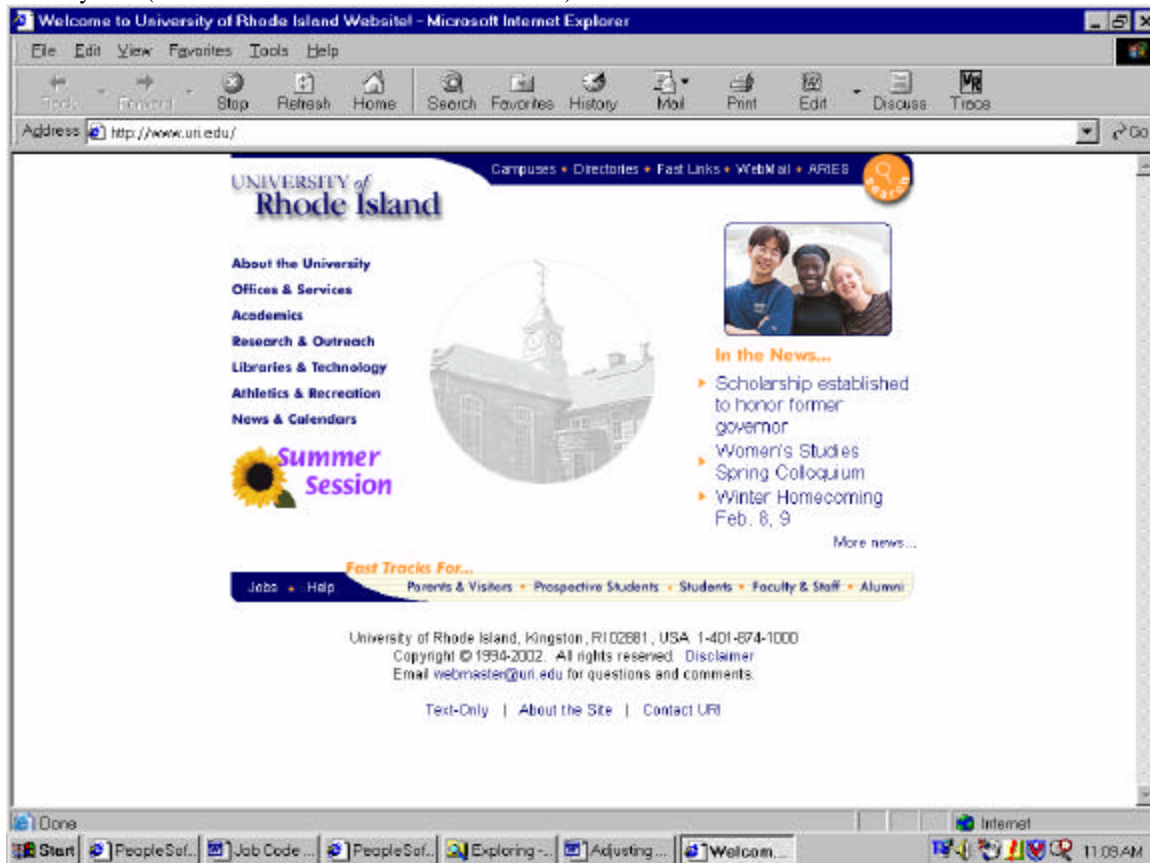 Welcome to University of Rhode Island Website! - Microsoft Internet Explorer
File Edit View Favorites Tools Help
Back Forward Stop Refresh Home Search Favorites History Mail Print Edit Discuss Trace
Address http://www.uri.edu/ Go
Campuses • Directories • Fast Links • WebMail • ARIES
search
UNIVERSITY of
Rhode Island
About the University
Offices & Services
Academics
Research & Outreach
Libraries & Technology
Athletics & Recreation
News & Calendars
Summer
Session
In the News...
Scholarship established
to honor former
governor
Women's Studies
Spring Colloquium
Winter Homecoming
Feb. 8, 9
More news...
Fast Tracks For...
Jobs • Help
Parents & Visitors • Prospective Students • Students • Faculty & Staff • Alumni
University of Rhode Island, Kingston, RI 02881, USA 1-401-874-1000
Copyright © 1994-2002. All rights reserved. Disclaimer
Email webmaster@uri.edu for questions and comments.
Text-Only | About the Site | Contact URI
Done Internet
Start PeopleSof... Job Code ... PeopleSof... Exploring -... Adjusting ... Welcom... 11:09 AM